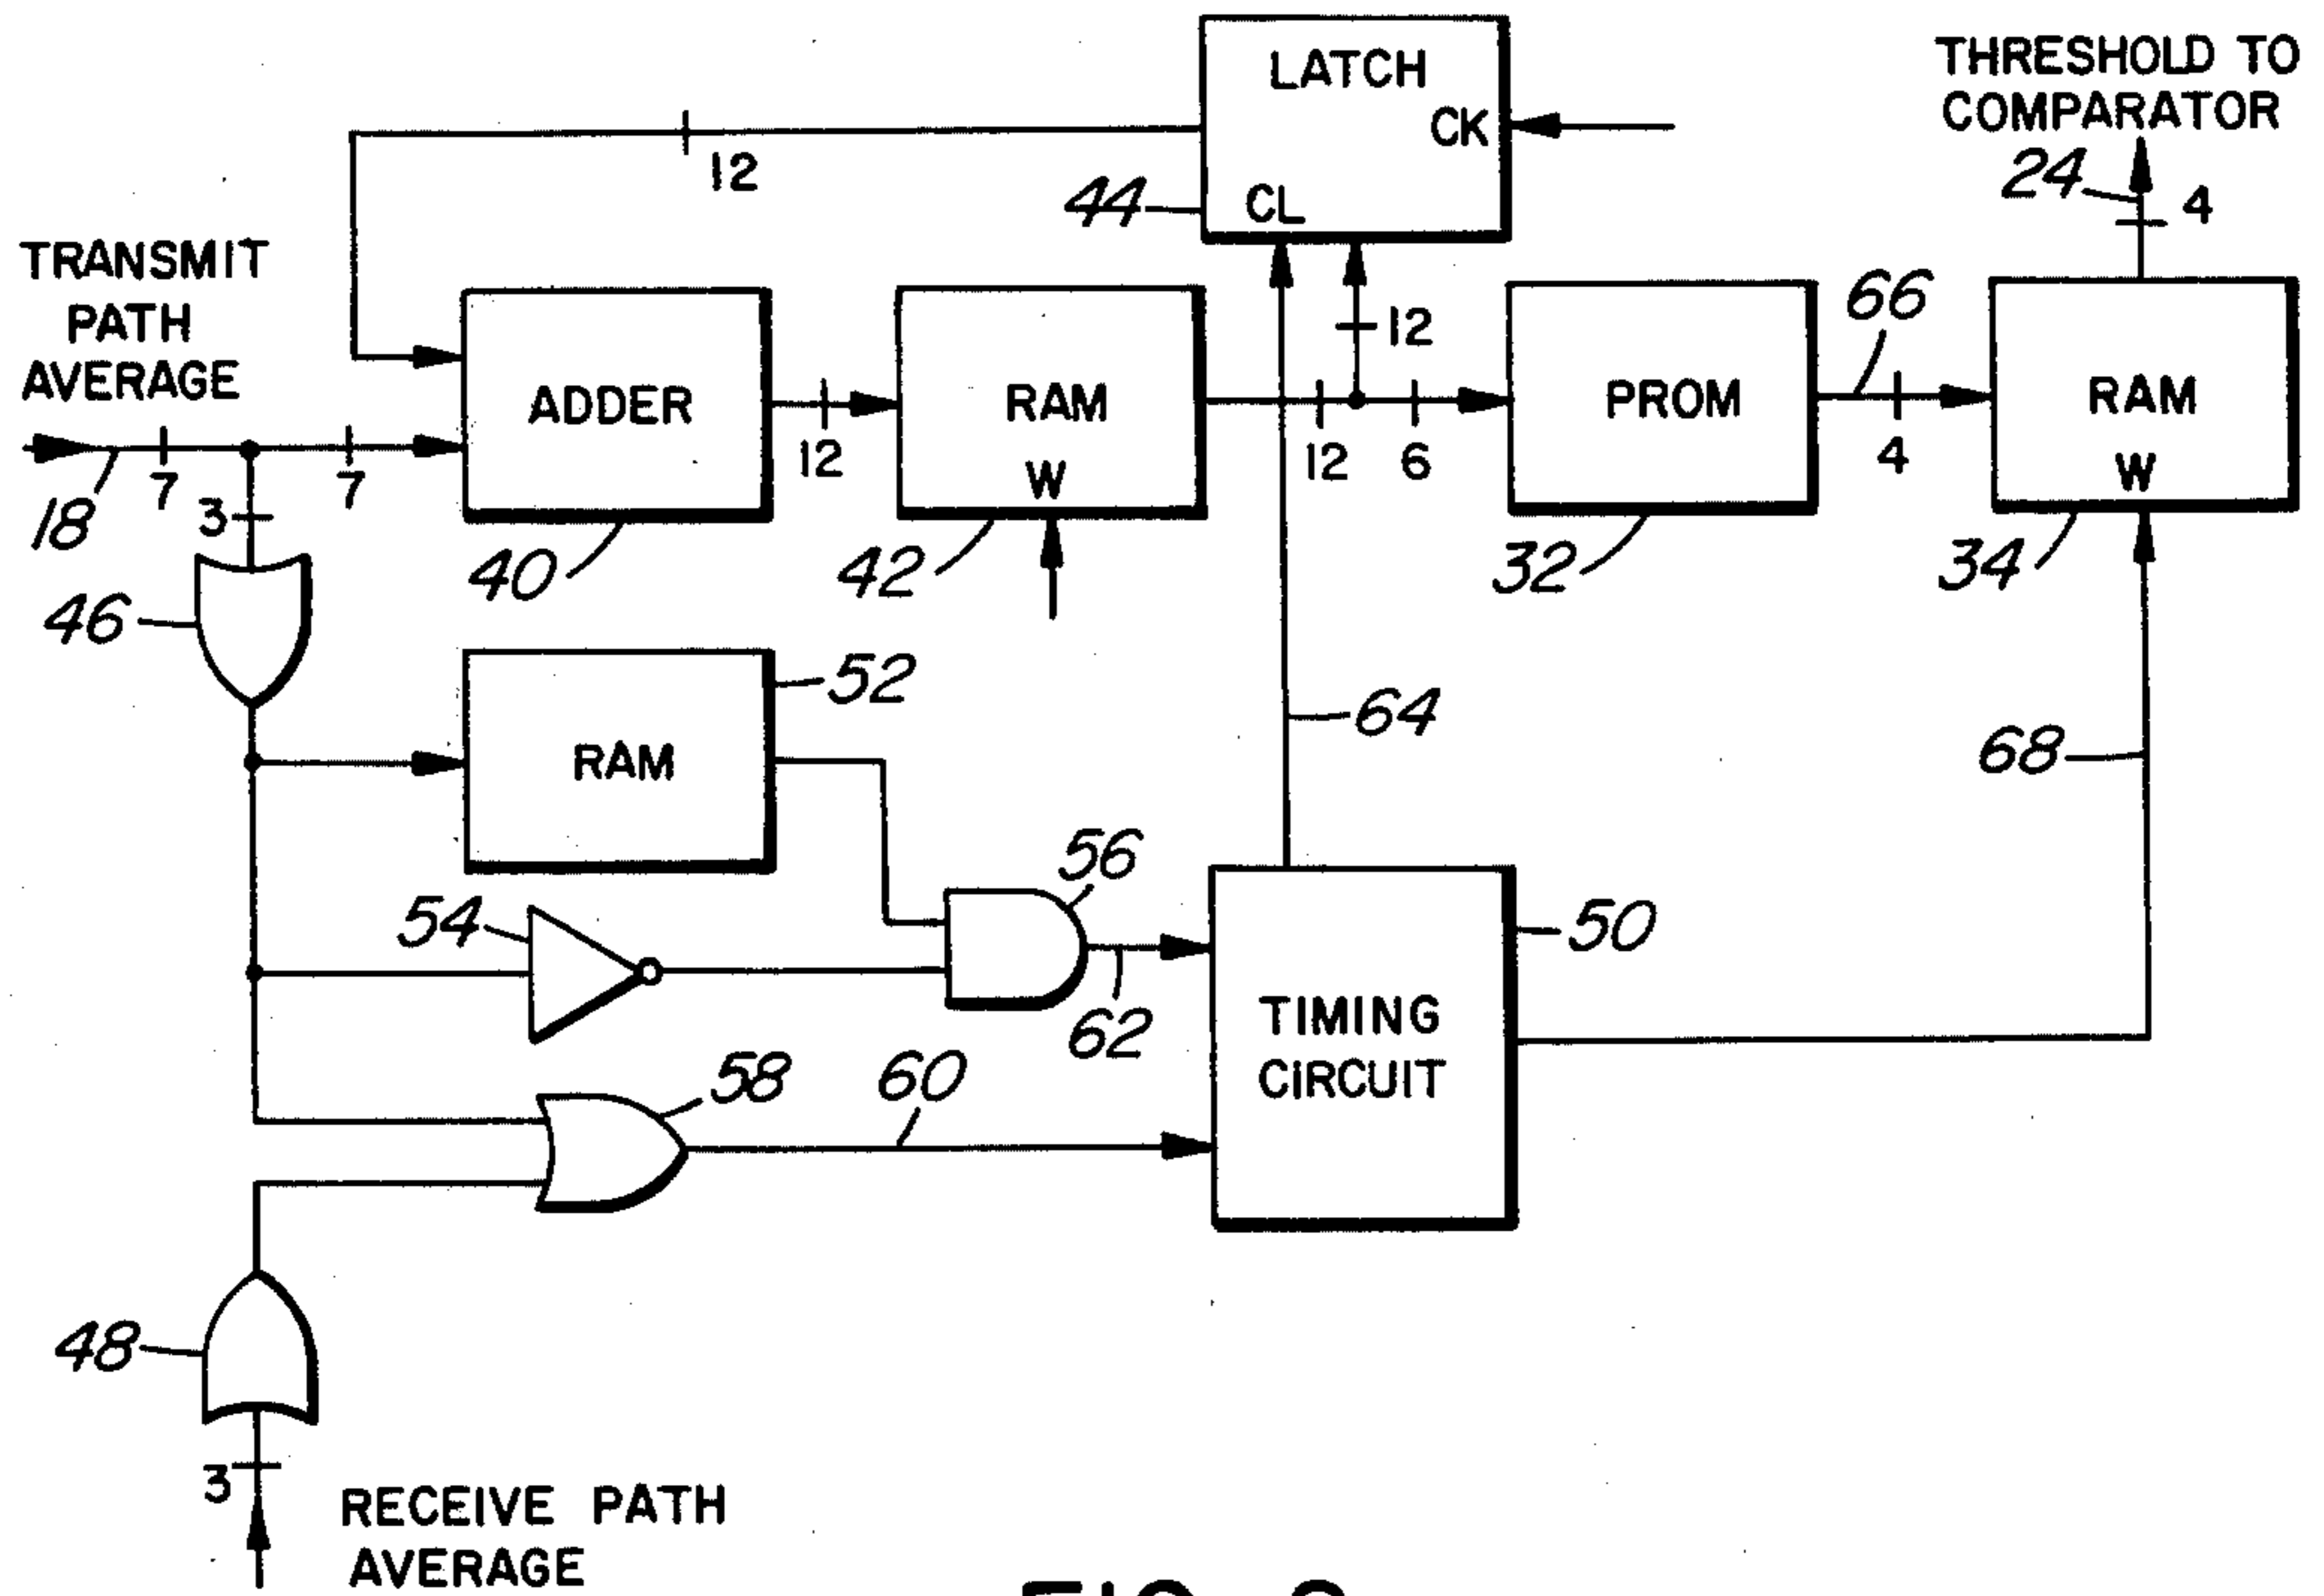 LATCH
CK
CL
44
12
THRESHOLD TO
COMPARATOR
24
4
TRANSMIT
PATH
AVERAGE
18
7
7
3
ADDER
40
12
RAM
W
42
12
12
6
PROM
32
66
4
RAM
W
34
46
RAM
52
64
68
54
56
62
58
60
TIMING
CIRCUIT
50
48
3
RECEIVE PATH
AVERAGE